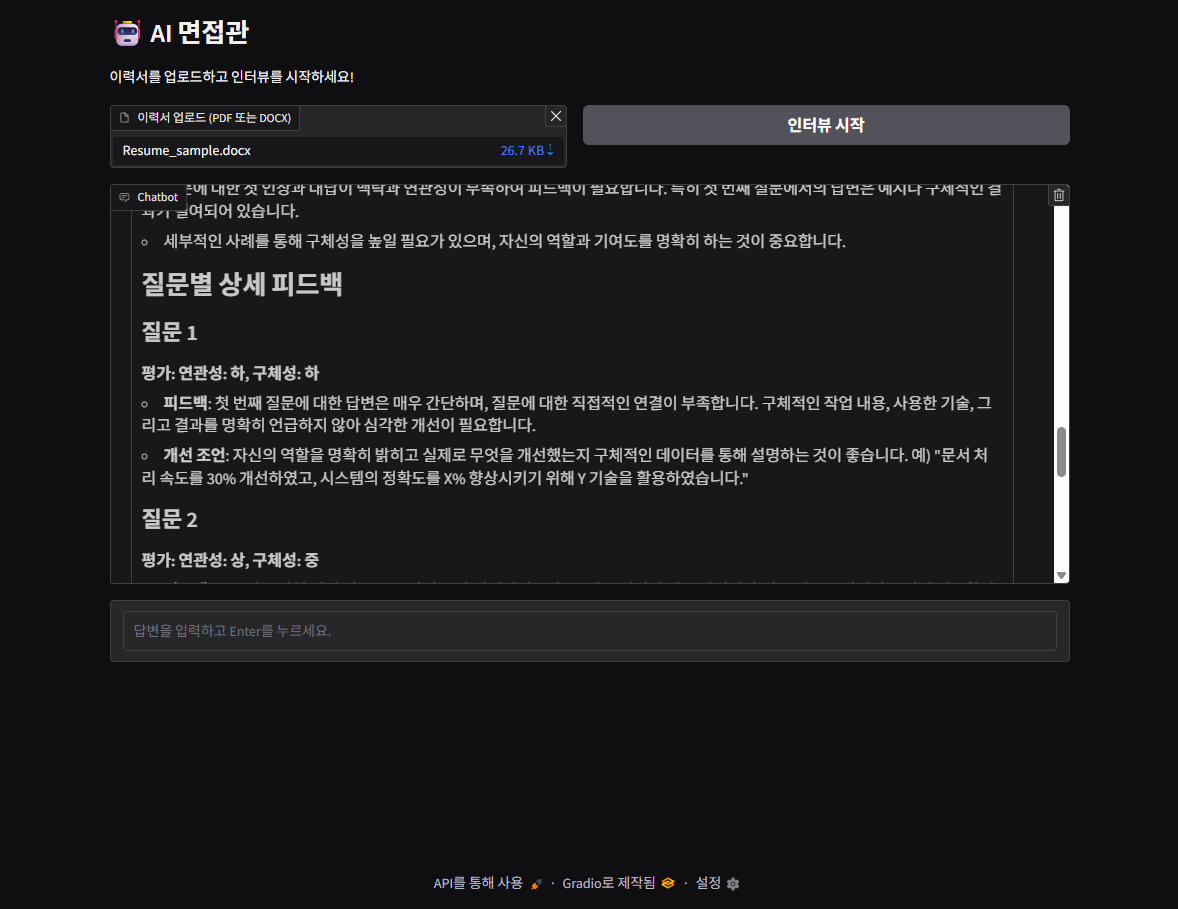 AI 면접관
이력서를 업로드하고 인터뷰를 시작하세요!
이력서 업로드 (PDF 또는 DOCX)
Resume_sample.docx
26.7 KB
인터뷰 시작
Chatbot
에 대한 첫 인상과 대답이 맥락과 연관성이 부족하여 피드백이 필요합니다. 특히 첫 번째 질문에서의 답변은 예시나 구체적인 결
결여되어 있습니다.
세부적인 사례를 통해 구체성을 높일 필요가 있으며, 자신의 역할과 기여도를 명확히 하는 것이 중요합니다.
질문별 상세 피드백
질문 1
평가: 연관성: 하, 구체성: 하
피드백: 첫 번째 질문에 대한 답변은 매우 간단하며, 질문에 대한 직접적인 연결이 부족합니다. 구체적인 작업 내용, 사용한 기술, 그
리고 결과를 명확히 언급하지 않아 심각한 개선이 필요합니다.
개선 조언: 자신의 역할을 명확히 밝히고 실제로 무엇을 개선했는지 구체적인 데이터를 통해 설명하는 것이 좋습니다. 예) "문서 처
리 속도를 30% 개선하였고, 시스템의 정확도를 X% 향상시키기 위해 Y 기술을 활용하였습니다."
질문 2
평가: 연관성: 상, 구체성: 중
답변을 입력하고 Enter를 누르세요.
API를 통해 사용 · Gradio로 제작됨 · 설정